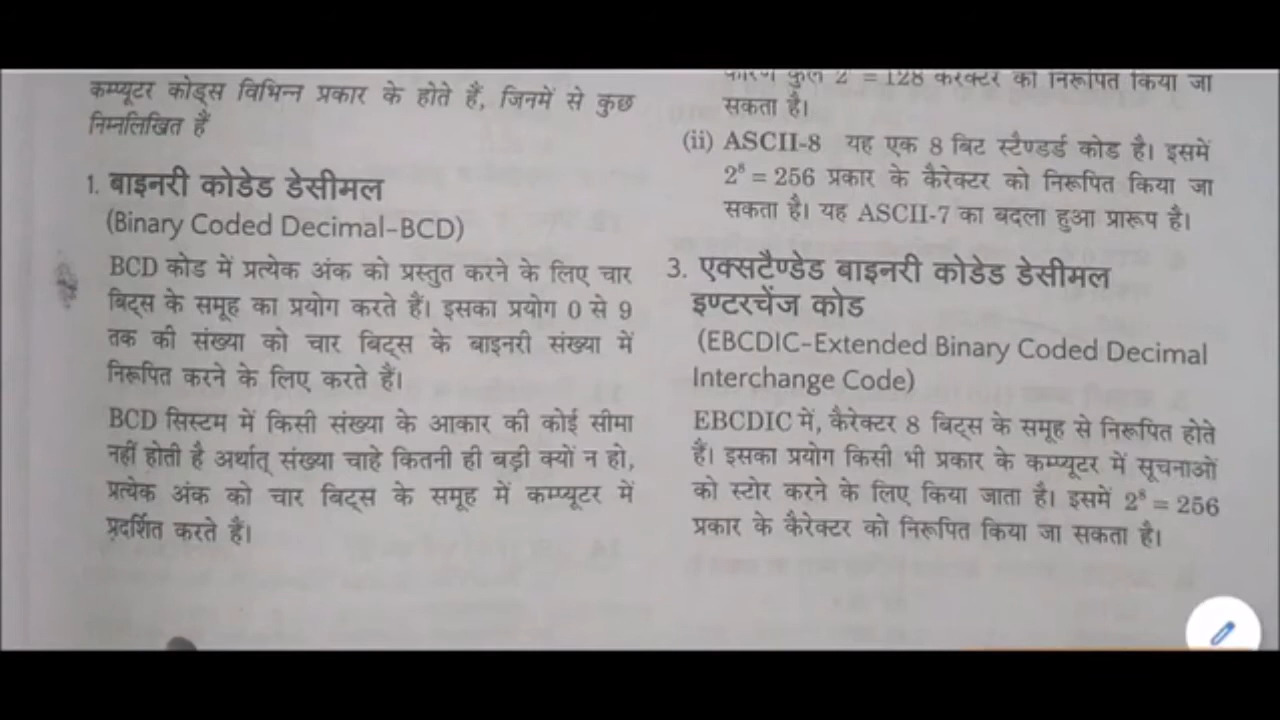 कम्प्यूटर कोड्स विभिन्न प्रकार के होते हैं, जिनमें से कुछ
निम्नलिखित हैं
1. बाइनरी कोडेड डेसीमल
(Binary Coded Decimal-BCD)
BCD कोड में प्रत्येक अंक को प्रस्तुत करने के लिए चार
बिट्स के समूह का प्रयोग करते हैं। इसका प्रयोग 0 से 9
तक की संख्या को चार बिट्स के बाइनरी संख्या में
निरूपित करने के लिए करते हैं।
BCD सिस्टम में किसी संख्या के आकार की कोई सीमा
नहीं होती है अर्थात् संख्या चाहे कितनी ही बड़ी क्यों न हो,
प्रत्येक अंक को चार बिट्स के समूह में कम्प्यूटर में
प्रदर्शित करते हैं।
कारण कुल 2 = 128 कैरेक्टर को निरूपित किया जा
सकता है।
(ii) ASCII-8 यह एक 8 बिट स्टैण्डर्ड कोड है। इसमें
2⁸ = 256 प्रकार के कैरेक्टर को निरूपित किया जा
सकता है। यह ASCII-7 का बदला हुआ प्रारूप है।
3. एक्सटैण्डेड बाइनरी कोडेड डेसीमल
इण्टरचेंज कोड
(EBCDIC-Extended Binary Coded Decimal
Interchange Code)
EBCDIC में, कैरेक्टर 8 बिट्स के समूह से निरूपित होते
हैं। इसका प्रयोग किसी भी प्रकार के कम्प्यूटर में सूचनाओं
को स्टोर करने के लिए किया जाता है। इसमें 2⁸ = 256
प्रकार के कैरेक्टर को निरूपित किया जा सकता है।